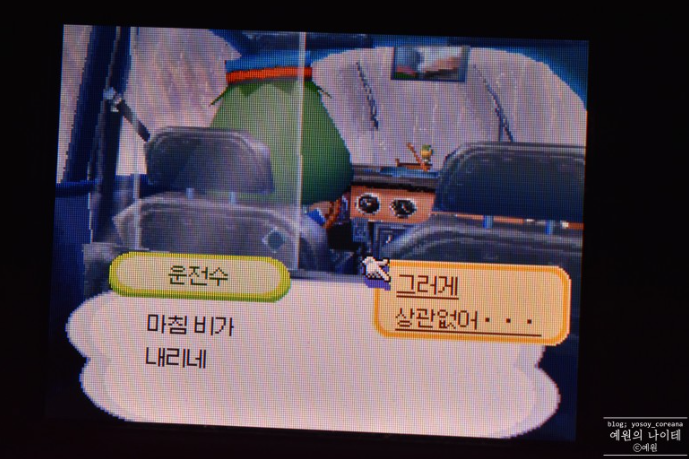 운전수
마침 비가
내리네
그러게
상관없어···
blog; yosoy_coreana
예원의 나이테
©예원